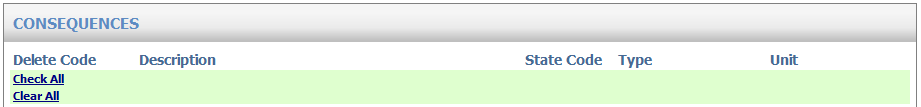 CONSEQUENCES
Delete Code Description State Code Type Unit
Check All
Clear All